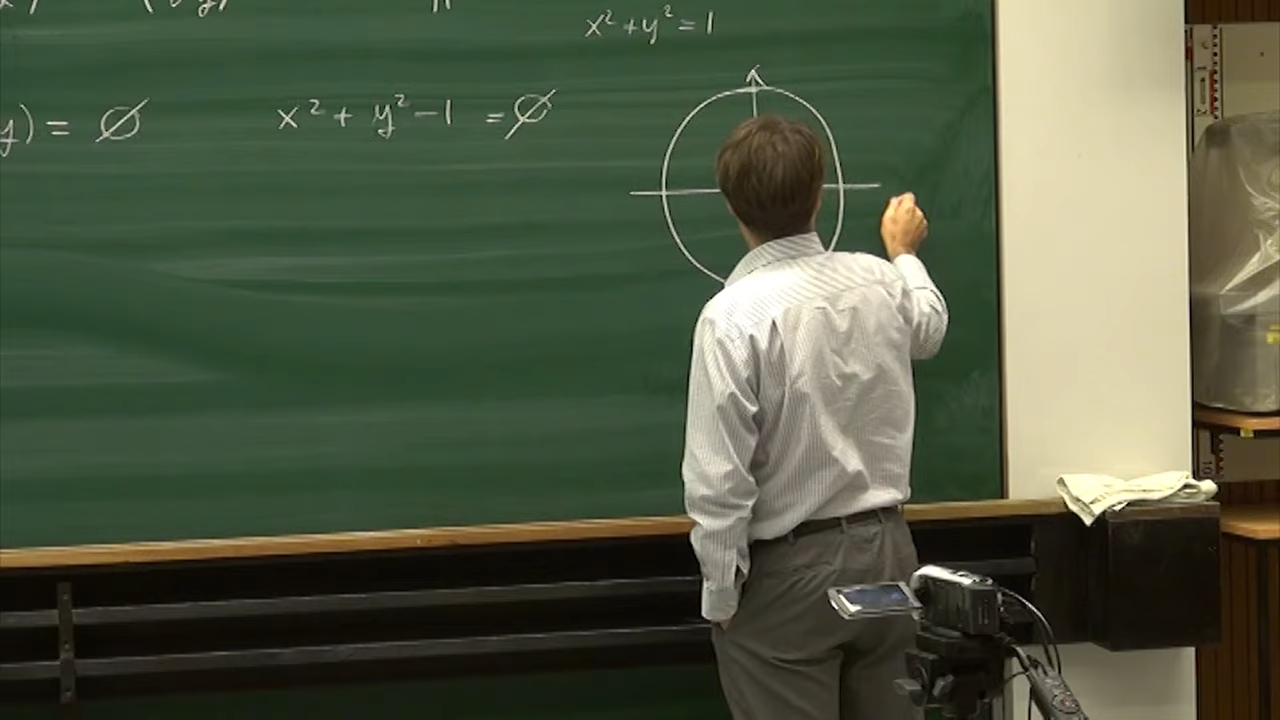 x² + y² = 1
y) = ∅
x² + y² - 1 = ∅